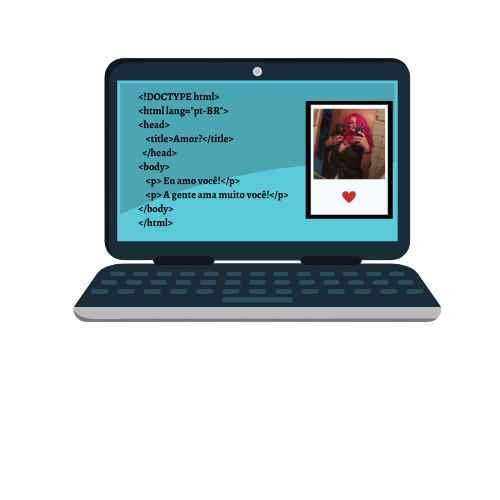 <!DOCTYPE html>
<html lang="pt-BR">
<head>
<title>Amor?</title>
</head>
<body>
<p> Eu amo você!</p>
<p> A gente ama muito você!</p>
</body>
</html>